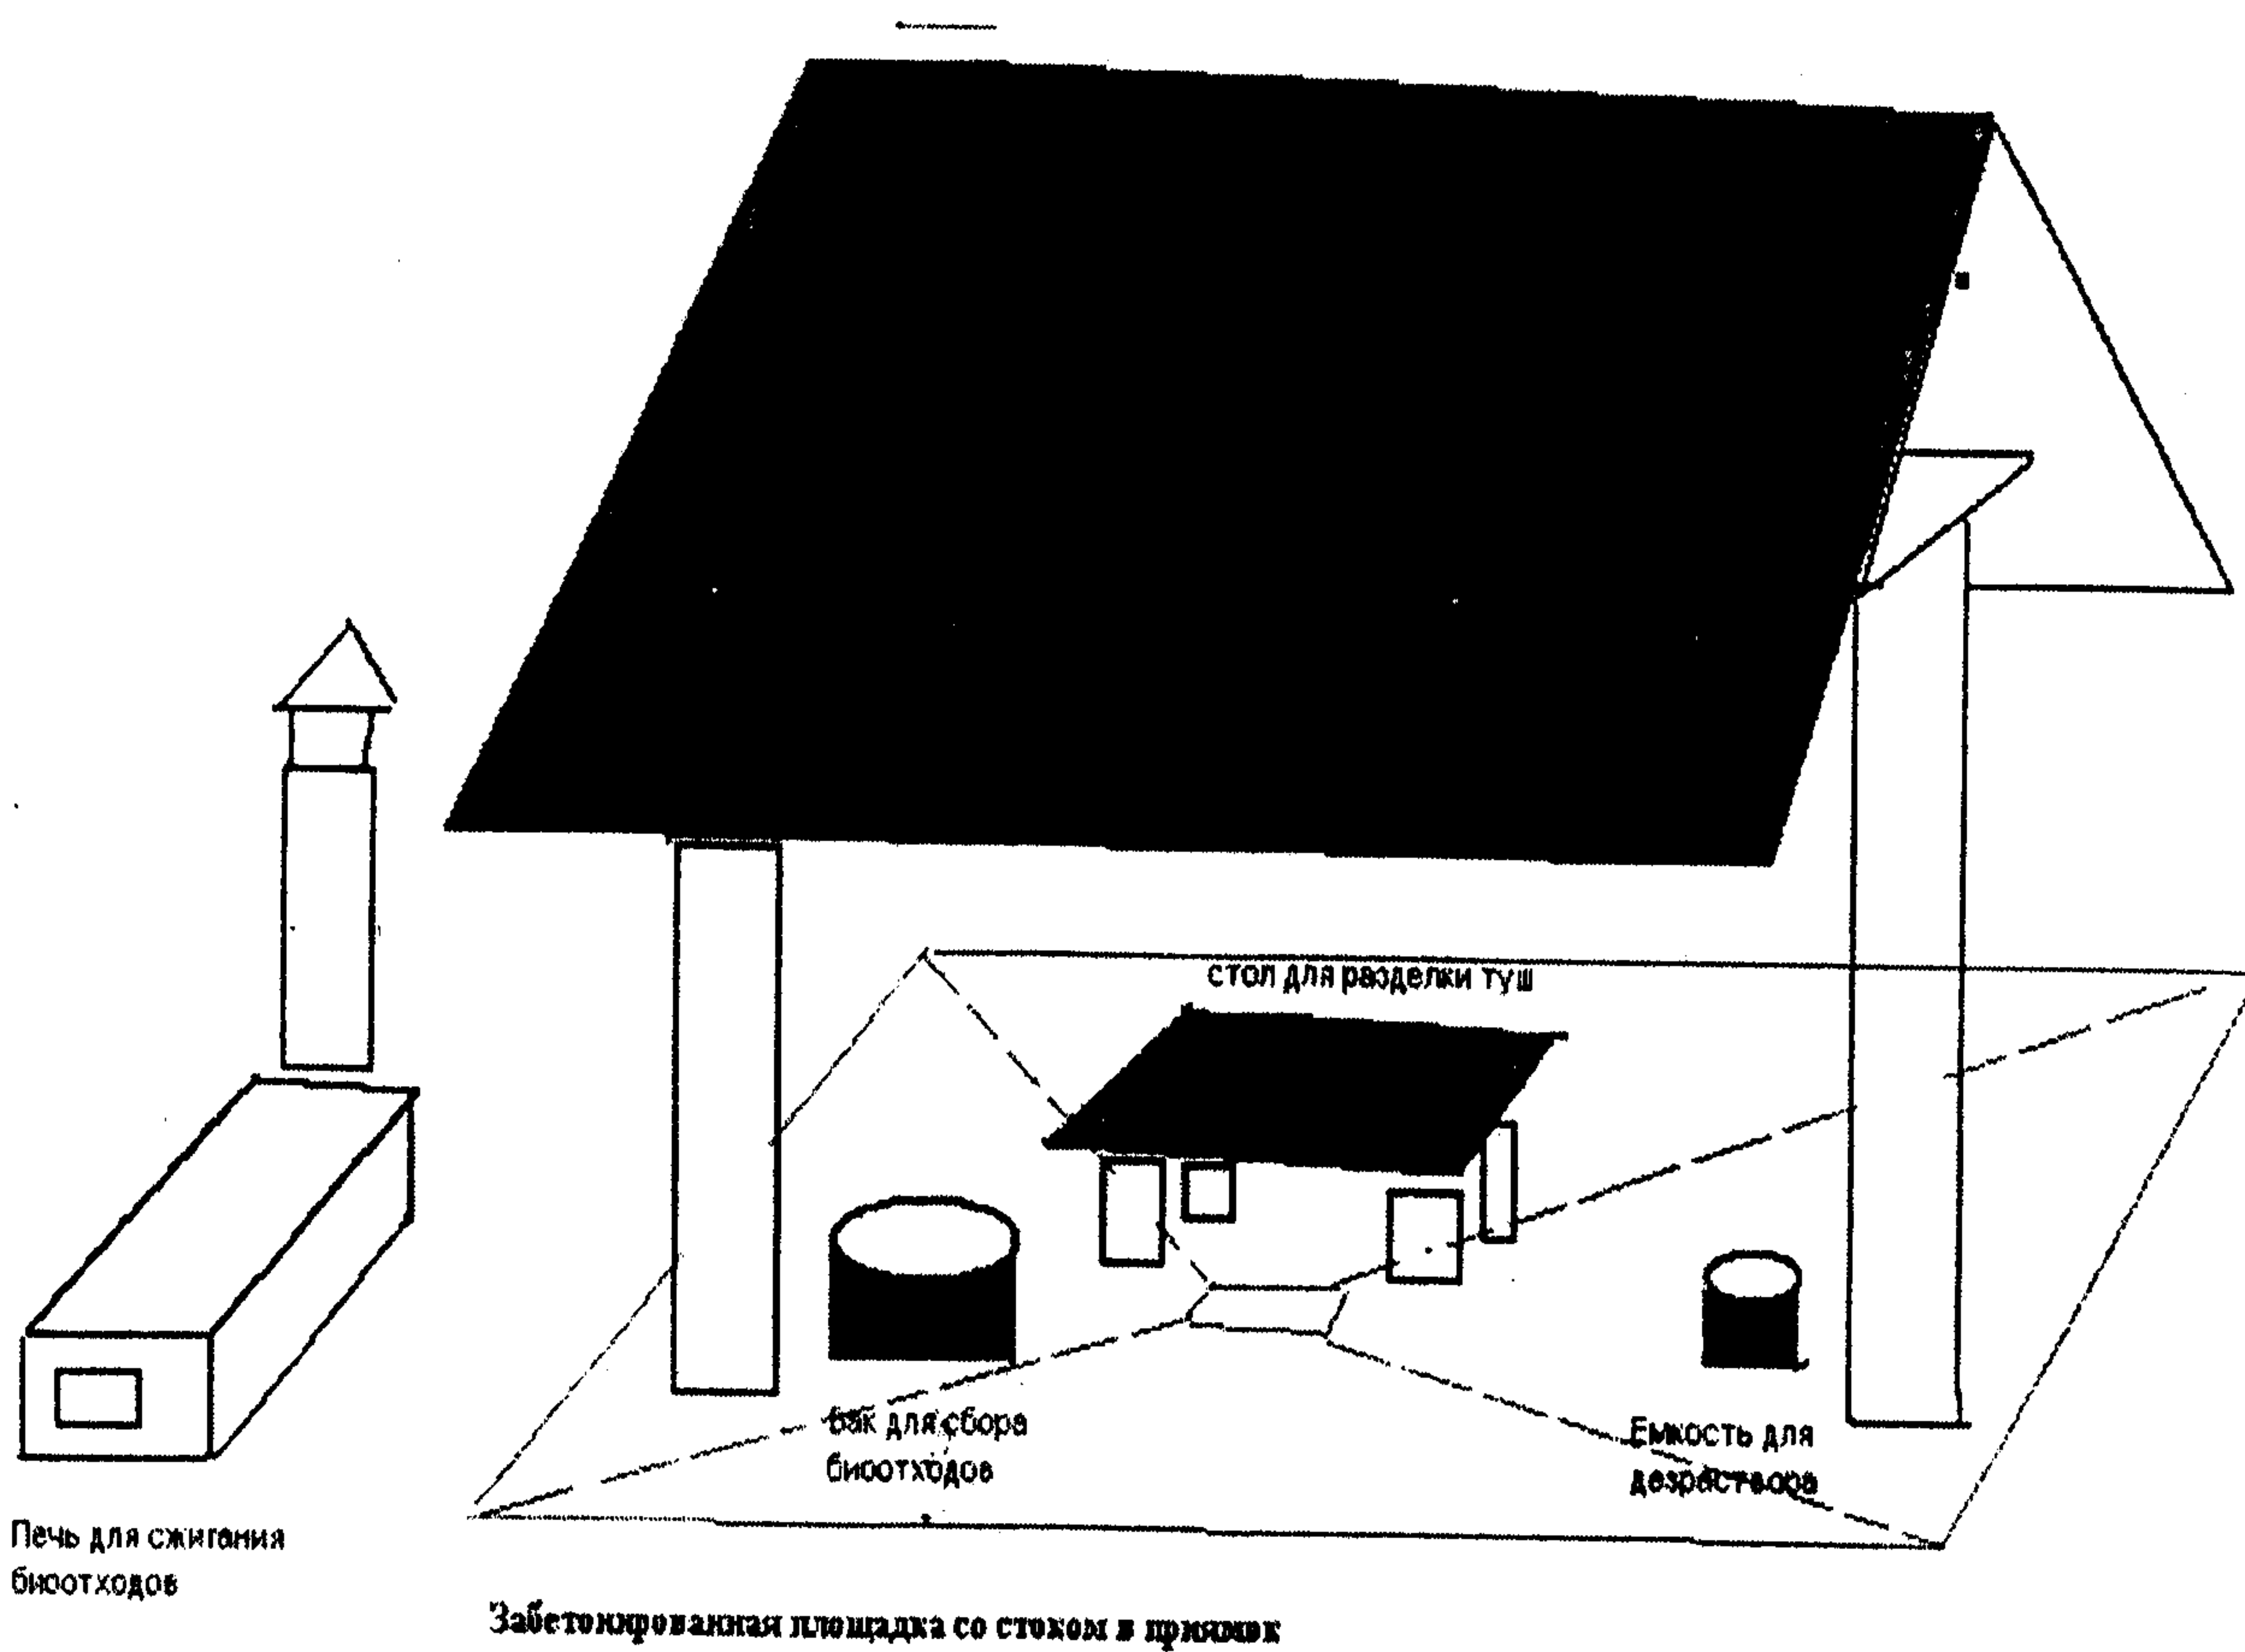 стол для разделки туш
бак для сбора
биоотходов
Емкость для
дезраствора
Печь для сжигания
биоотходов
Забетонированная площадка со стоком в приямок